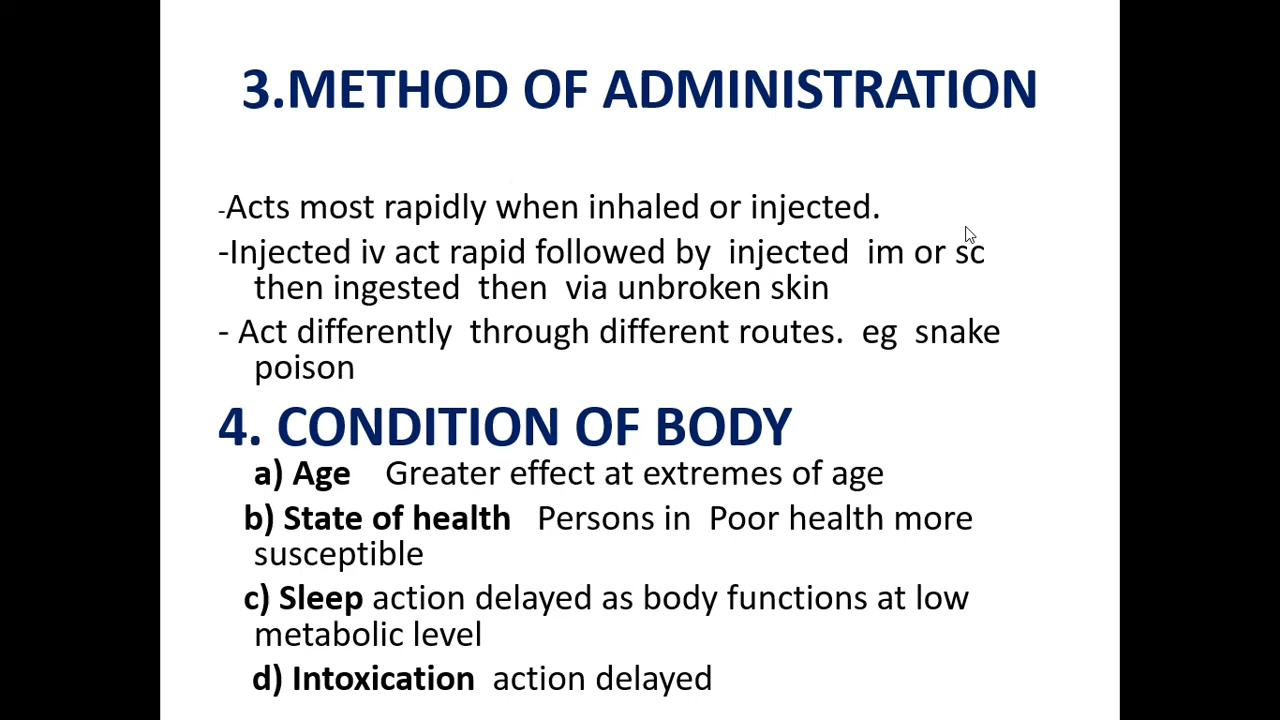 3.METHOD OF ADMINISTRATION
-Acts most rapidly when inhaled or injected.
-Injected iv act rapid followed by injected im or sc
then ingested then via unbroken skin
- Act differently through different routes. eg snake
poison
4. CONDITION OF BODY
a) Age Greater effect at extremes of age
b) State of health Persons in Poor health more
susceptible
c) Sleep action delayed as body functions at low
metabolic level
d) Intoxication action delayed